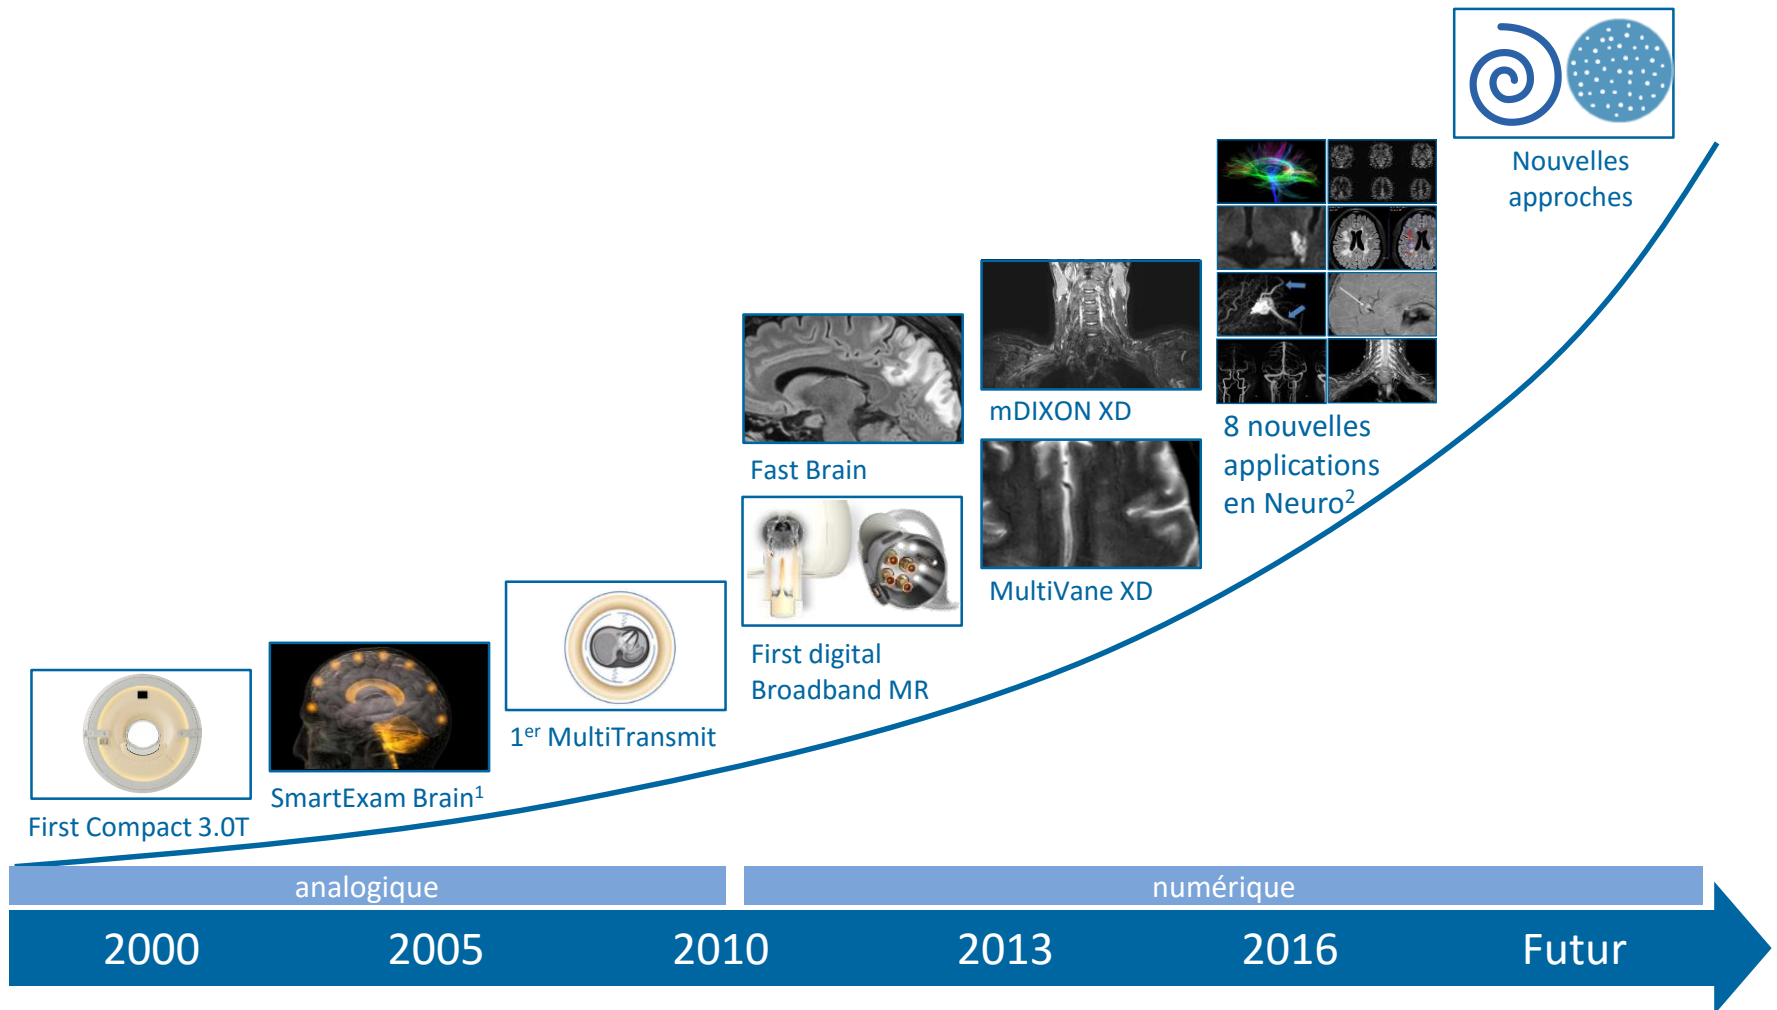 Nouvelles
approches
mDIXON XD
8 nouvelles
applications
en Neuro²
Fast Brain
MultiVane XD
First digital
Broadband MR
1er MultiTransmit
SmartExam Brain¹
First Compact 3.0T
analogique
numérique
2000
2005
2010
2013
2016
Futur